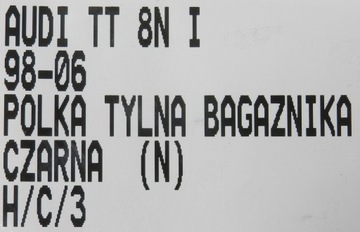 AUDI TT 8N I
98-06
POLKA TYLNA BAGAZNIKA
CZARNA (N)
H/C/3